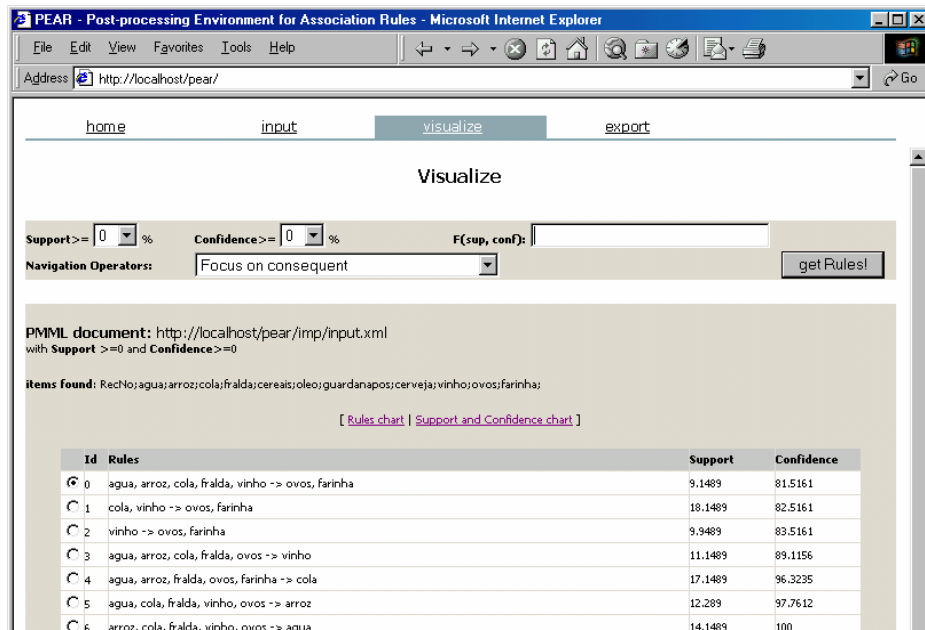 PEAR - Post-processing Environment for Association Rules - Microsoft Internet Explorer
File Edit View Favorites Tools Help
Address http://localhost/pear/ Go
home input visualize export
Visualize
Support>= 0 % Confidence>= 0 % F(sup, conf):
Navigation Operators: Focus on consequent get Rules!
PMML document: http://localhost/pear/imp/input.xml
with Support >=0 and Confidence>=0
items found: RecNo;agua;arroz;cola;fralda;cereais;oleo;guardanapos;cerveja;vinho;ovos;farinha;
[ Rules chart | Support and Confidence chart ]
Id Rules Support Confidence
0 agua, arroz, cola, fralda, vinho -> ovos, farinha 9.1489 81.5161
1 cola, vinho -> ovos, farinha 18.1489 82.5161
2 vinho -> ovos, farinha 9.9489 83.5161
3 agua, arroz, cola, fralda, ovos -> vinho 11.1489 89.1156
4 agua, arroz, fralda, ovos, farinha -> cola 17.1489 96.3235
5 agua, cola, fralda, vinho, ovos -> arroz 12.289 97.7612
6 arroz, cola, fralda, vinho, ovos -> agua 14.1489 100